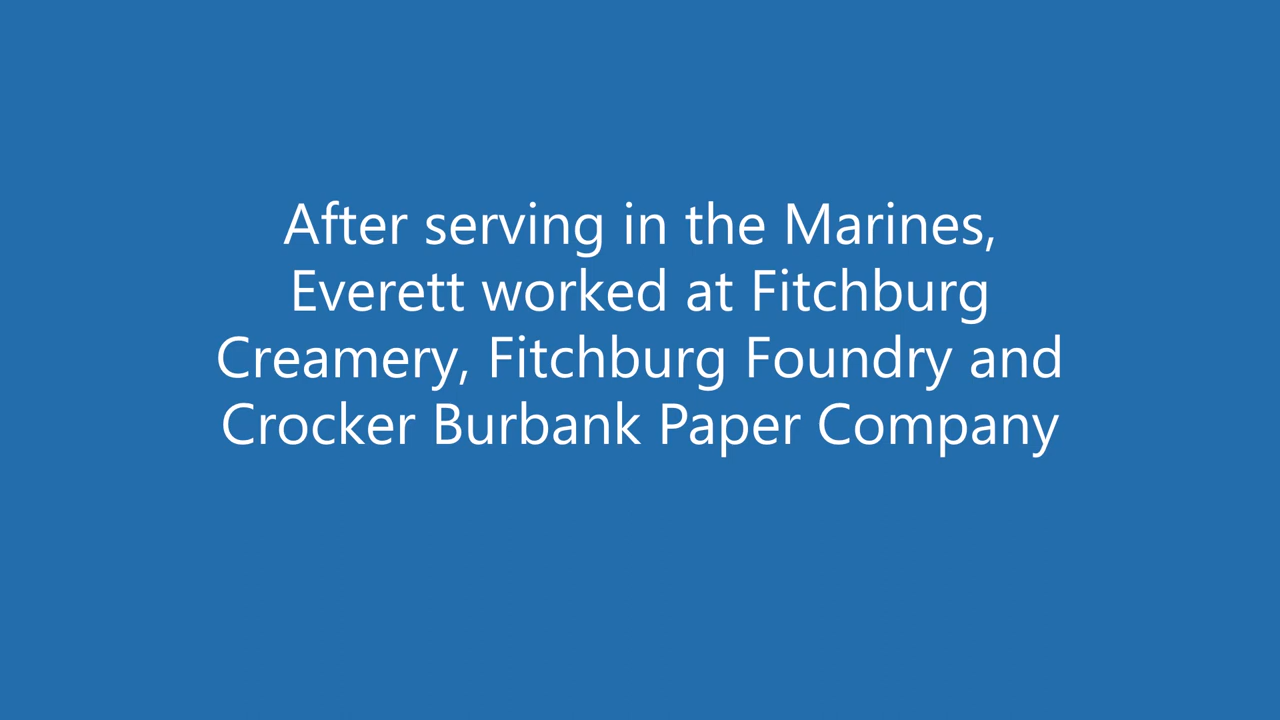 After serving in the Marines,
Everett worked at Fitchburg
Creamery, Fitchburg Foundry and
Crocker Burbank Paper Company